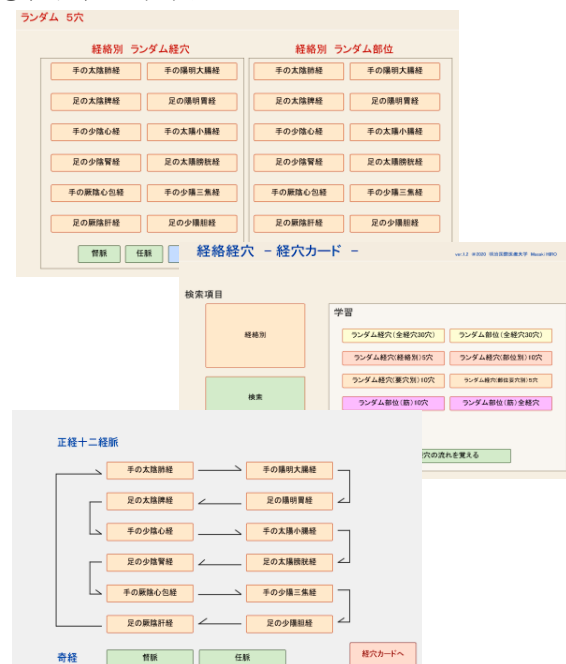 ランダム 5穴
経絡別 ランダム経穴
経絡別 ランダム部位
手の太陰肺経 手の陽明大腸経 手の太陰肺経 手の陽明大腸経
足の太陰脾経 足の陽明胃経 足の太陰脾経 足の陽明胃経
手の少陰心経 手の太陽小腸経 手の少陰心経 手の太陽小腸経
足の少陰腎経 足の太陽膀胱経 足の少陰腎経 足の太陽膀胱経
手の厥陰心包経 手の少陽三焦経 手の厥陰心包経 手の少陽三焦経
足の厥陰肝経 足の少陽胆経 足の厥陰肝経 足の少陽胆経
督脈 任脈
経絡経穴 - 経穴カード -
検索項目
経絡別
検索
学習
ランダム経穴(全経穴30穴) ランダム部位(全経穴30穴)
ランダム経穴(経絡別)5穴 ランダム経穴(部位別)10穴
ランダム経穴(要穴別)10穴
ランダム部位(筋)10穴 ランダム部位(筋)全経穴
穴の流れを覚える
正経十二経脈
手の太陰肺経 手の陽明大腸経
足の太陰脾経 足の陽明胃経
手の少陰心経 手の太陽小腸経
足の少陰腎経 足の太陽膀胱経
手の厥陰心包経 手の少陽三焦経
足の厥陰肝経 足の少陽胆経
奇経 督脈 任脈
経穴カードへ